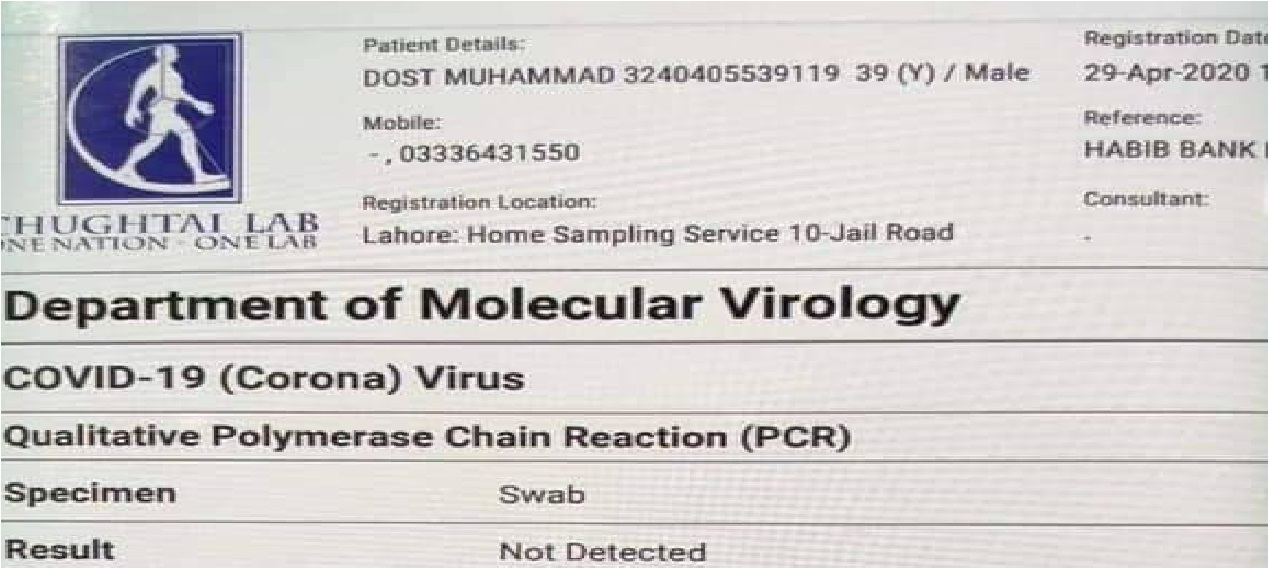 CHUGHTAI LAB
ONE NATION - ONE LAB
Patient Details:
DOST MUHAMMAD 3240405539119 39 (Y) / Male
Mobile:
- , 03336431550
Registration Location:
Lahore: Home Sampling Service 10-Jail Road
Registration Date
29-Apr-2020 1
Reference:
HABIB BANK
Consultant:
.
Department of Molecular Virology
COVID-19 (Corona) Virus
Qualitative Polymerase Chain Reaction (PCR)
Specimen Swab
Result Not Detected